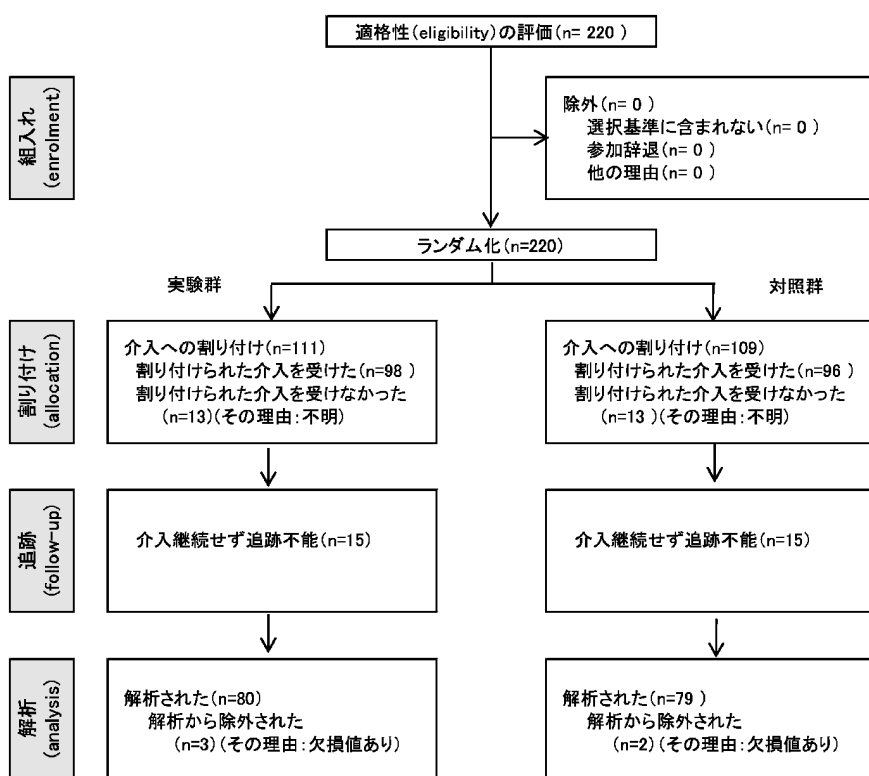 適格性(eligibility)の評価(n= 220 )
組入れ
(enrolment)
除外(n= 0 )
選択基準に含まれない(n= 0 )
参加辞退(n= 0 )
他の理由(n= 0 )
ランダム化(n=220)
実験群
対照群
割り付け
(allocation)
介入への割り付け(n=111)
割り付けられた介入を受けた(n=98 )
割り付けられた介入を受けなかった
(n=13)(その理由:不明)
介入への割り付け(n=109)
割り付けられた介入を受けた(n=96 )
割り付けられた介入を受けなかった
(n=13 )(その理由:不明)
追跡
(follow-up)
介入継続せず追跡不能(n=15)
介入継続せず追跡不能(n=15)
解析
(analysis)
解析された(n=80)
解析から除外された
(n=3)(その理由:欠損値あり)
解析された(n=79 )
解析から除外された
(n=2)(その理由:欠損値あり)